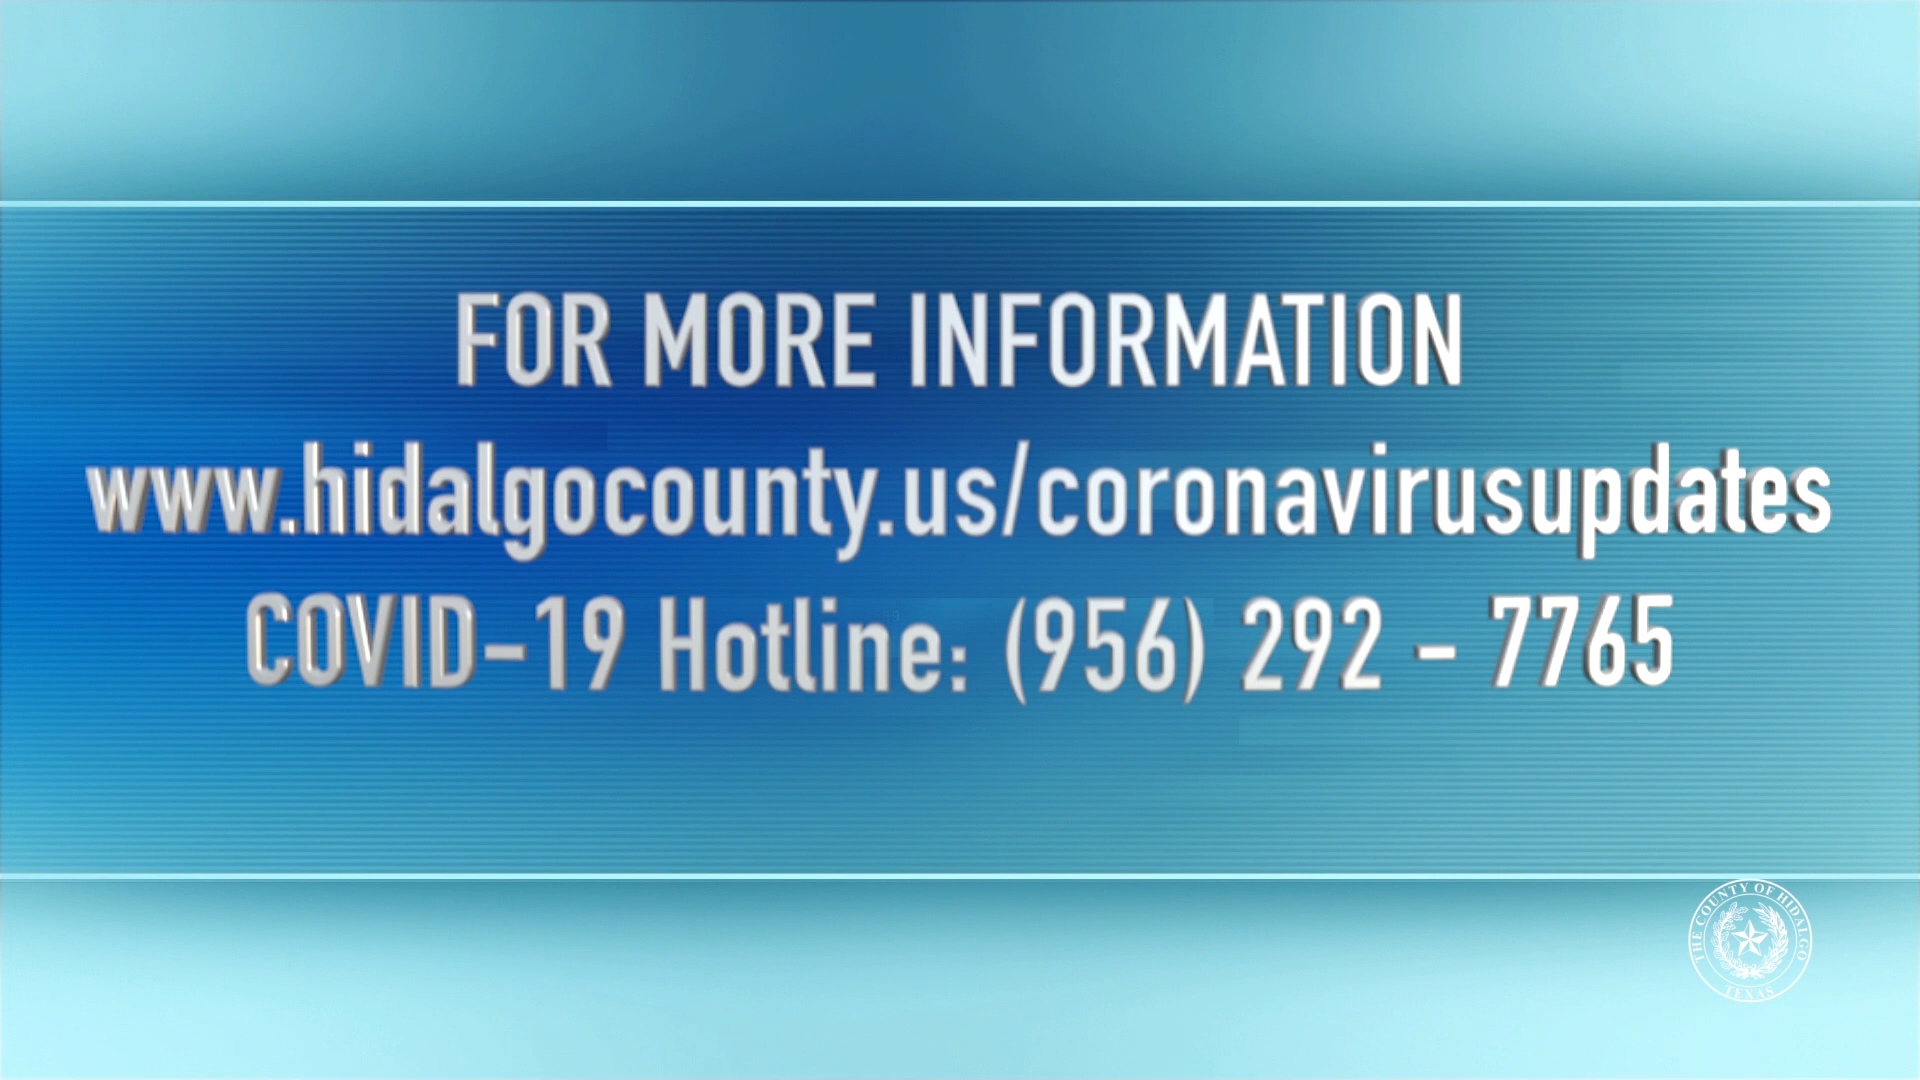 FOR MORE INFORMATION
www.hidalgocounty.us/coronavirusupdates
COVID-19 Hotline: (956) 292 - 7765
THE COUNTY OF HIDALGO
TEXAS